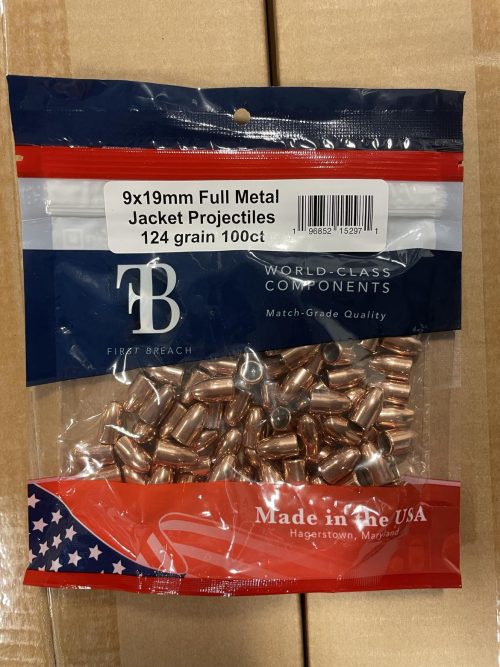 9x19mm Full Metal
Jacket Projectiles
124 grain 100ct
1 96852 15297 1
FB
FIRST BREACH
WORLD-CLASS
COMPONENTS
Match-Grade Quality
Made in the USA
Hagerstown, Maryland